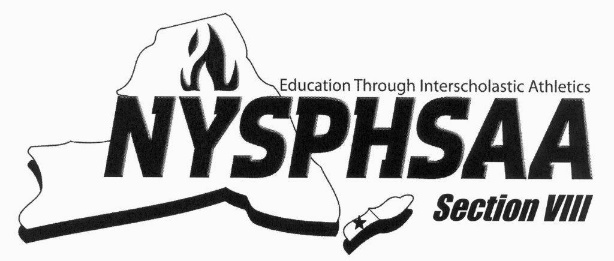 Education Through Interscholastic Athletics
NYSPHSAA
Section VIII